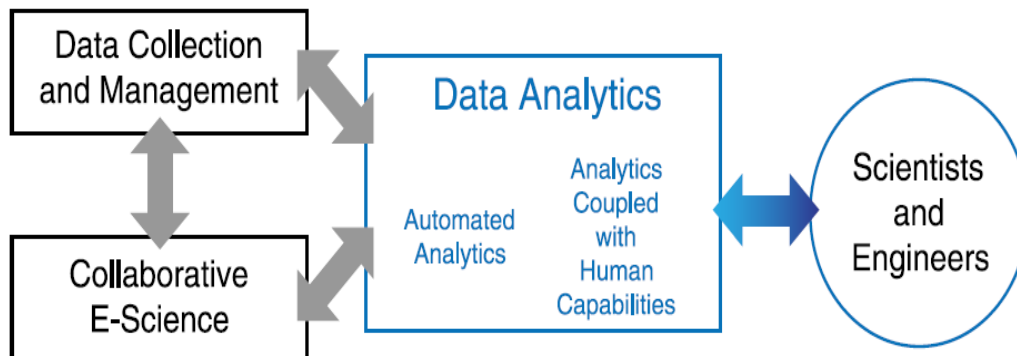 Data Collection
and Management
Data Analytics
Automated
Analytics
Analytics
Coupled
with
Human
Capabilities
Scientists
and
Engineers
Collaborative
E-Science